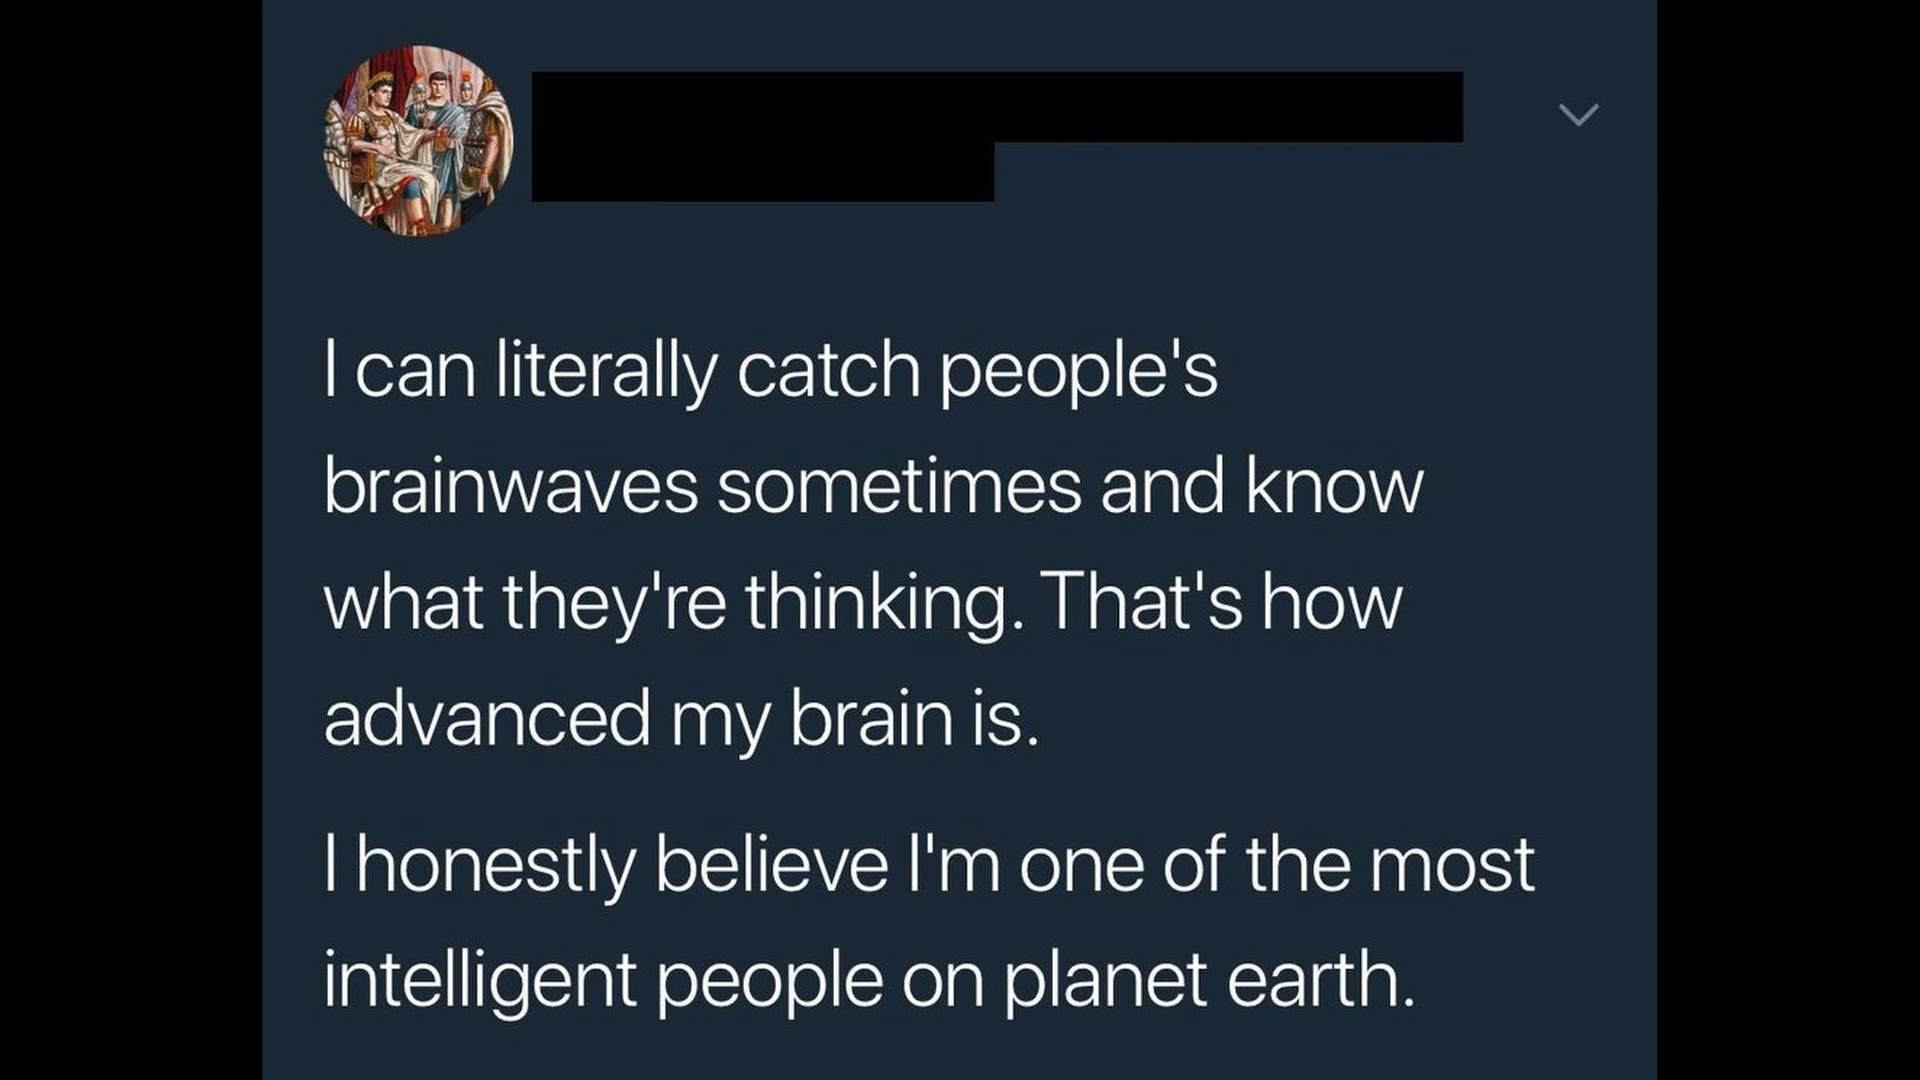 I can literally catch people's
brainwaves sometimes and know
what they're thinking. That's how
advanced my brain is.
I honestly believe I'm one of the most
intelligent people on planet earth.